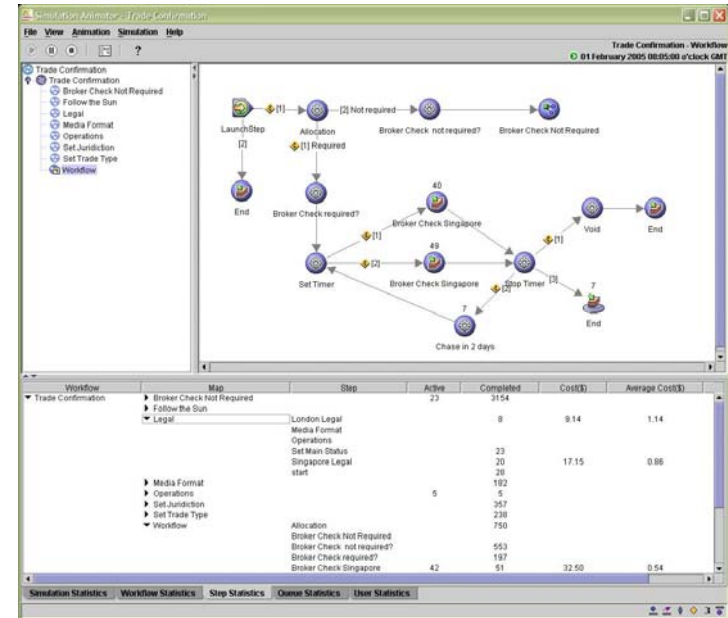 Simulation Animator - Trade Confirmation
File View Animation Simulation Help
?
Trade Confirmation - Workflow
01 February 2005 08:05:00 o'clock GMT
Trade Confirmation
Trade Confirmation
Broker Check Not Required
Follow the Sun
Legal
Media Format
Operations
Set Juridiction
Set Trade Type
Workflow
LaunchStep
[1]
Allocation
[2] Not required
Broker Check not required?
Broker Check Not Required
[2]
[1] Required
End
Broker Check required?
40
Broker Check Singapore
[1]
Void
End
[1]
49
[2]
Set Timer
Broker Check Singapore
Stop Timer
[3]
[2]
7
End
7
Chase in 2 days
Workflow Map Step Active Completed Cost($) Average Cost($)
Trade Confirmation Broker Check Not Required 23 3154
Follow the Sun
Legal London Legal 8 9.14 1.14
Media Format
Operations
Set Main Status 23
Singapore Legal 20 17.15 0.86
start 28
Media Format 182
Operations 5 5
Set Juridiction 357
Set Trade Type 238
Workflow Allocation 750
Broker Check Not Required
Broker Check not required? 553
Broker Check required? 197
Broker Check Singapore 42 51 32.50 0.54
Simulation Statistics Workflow Statistics Step Statistics Queue Statistics User Statistics